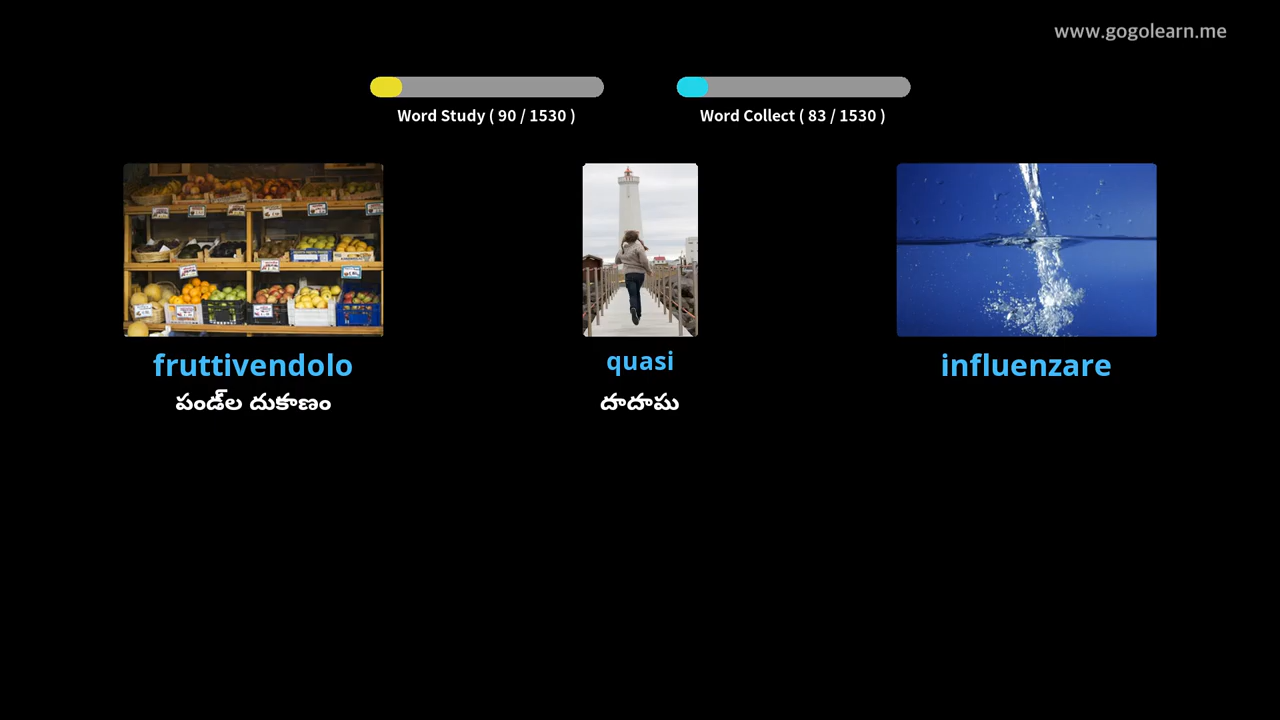 www.gogolearn.me
Word Study ( 90 / 1530 )
Word Collect ( 83 / 1530 )
fruttivendolo
పండ్ల దుకాణం
quasi
దాదాపు
influenzare